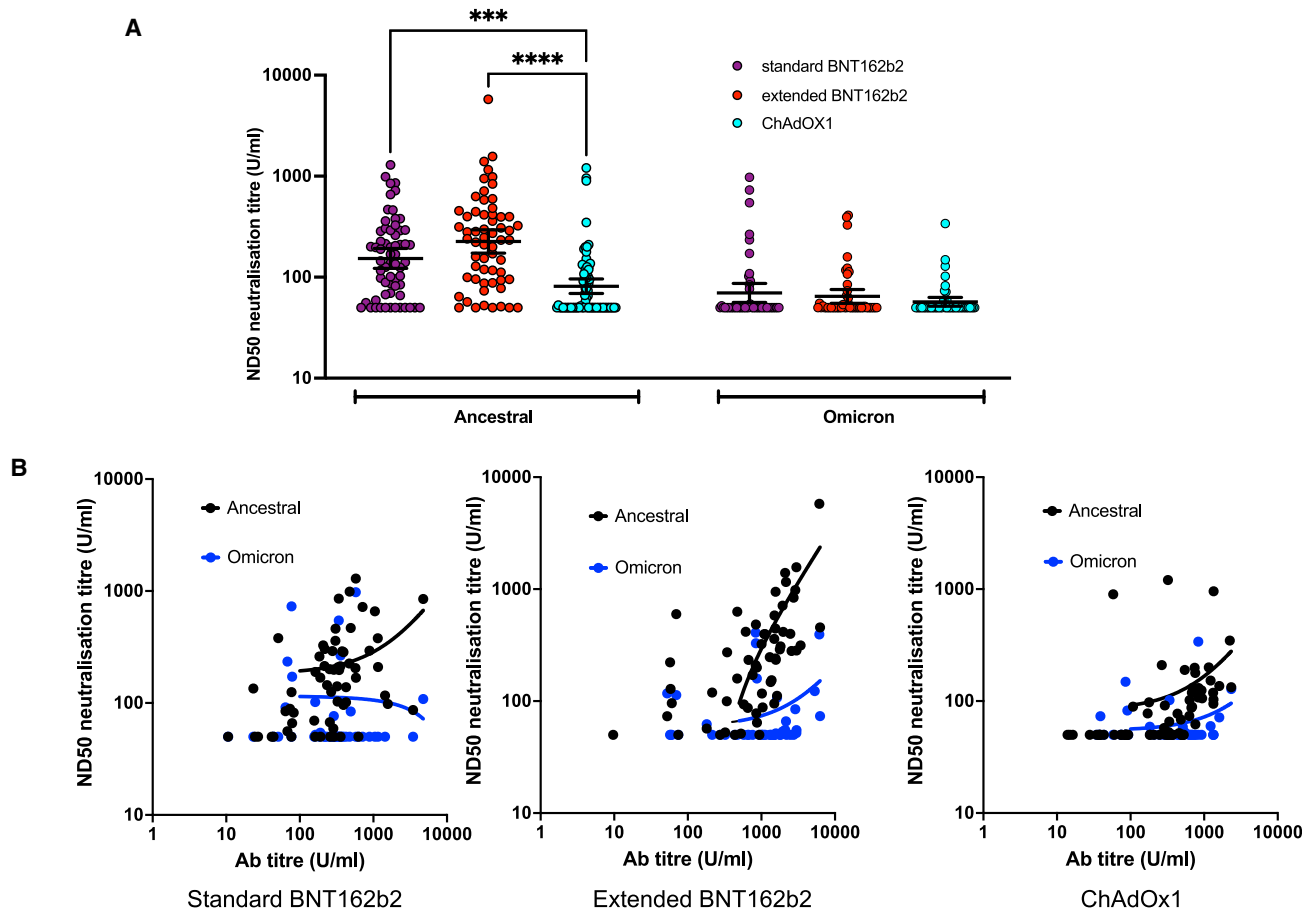 A
***
****
ND50 neutralisation titre (U/ml)
10000
1000
100
10
standard BNT162b2
extended BNT162b2
ChAdOX1
Ancestral
Omicron
B
ND50 neutralisation titre (U/ml)
10000
1000
100
10
Ancestral
Omicron
1
10
100
1000
10000
Ab titre (U/ml)
Standard BNT162b2
ND50 neutralisation titre (U/ml)
10000
1000
100
10
Ancestral
Omicron
1
10
100
1000
10000
Ab titre (U/ml)
Extended BNT162b2
ND50 neutralisation titre (U/ml)
10000
1000
100
10
Ancestral
Omicron
1
10
100
1000
10000
Ab titre (U/ml)
ChAdOx1